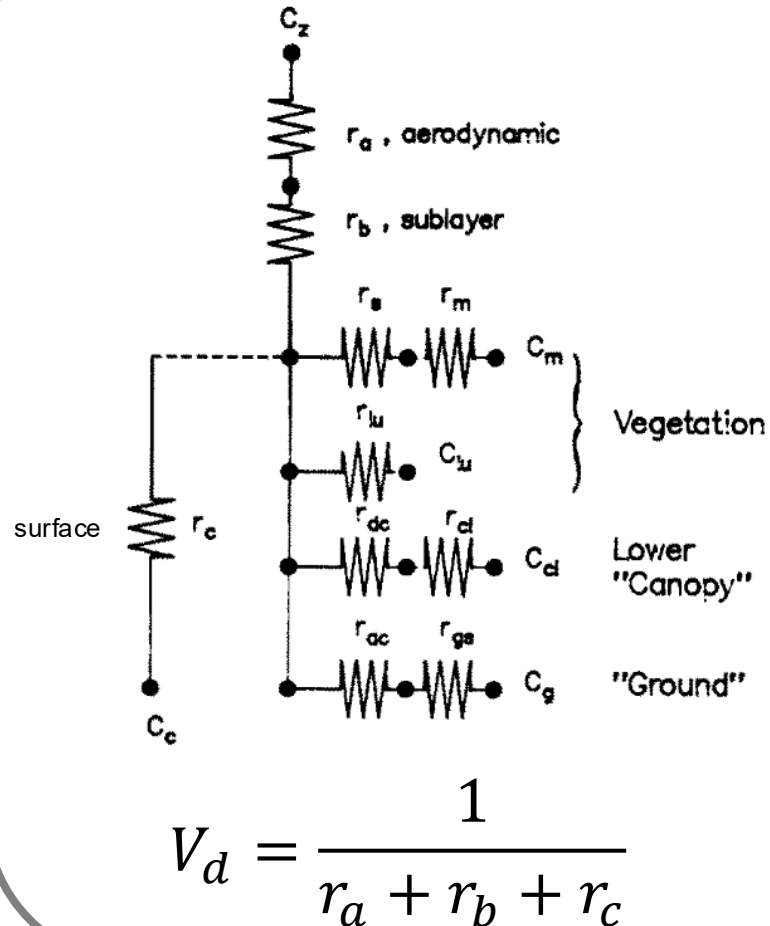 C_z
r_a , aerodynamic
r_b , sublayer
r_s r_m
C_m
r_lu
Vegetation
C_lu
surface r_c
r_dc r_cl
C_cl Lower
"Canopy"
r_ac r_gs
C_g "Ground"
C_c
V_d = 1 / (r_a + r_b + r_c)